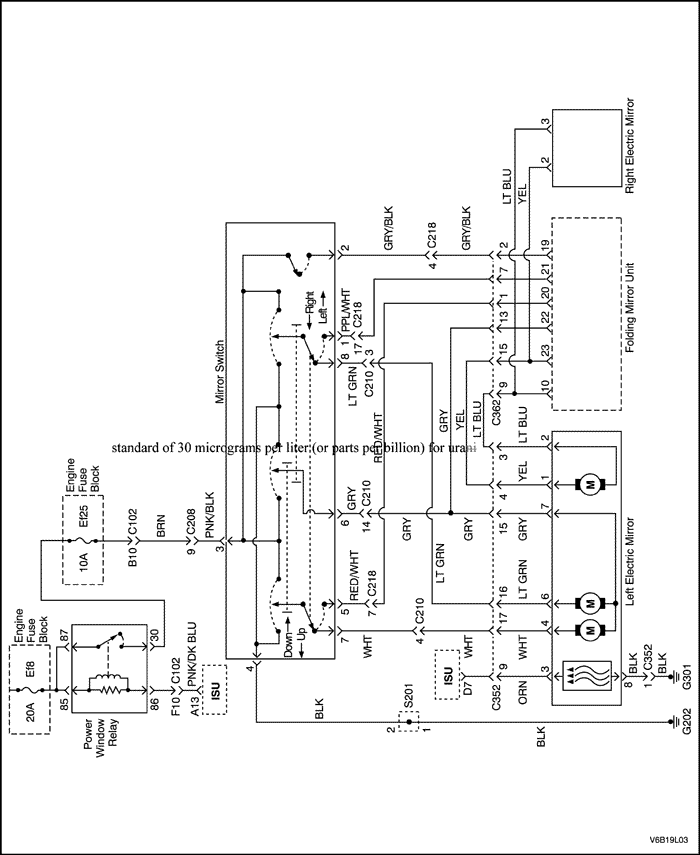 Engine
Fuse
Block
Ef8
20A
87
85
30
86
Power
Window
Relay
F10
C102
PNK/DK BLU
A13
ISU
Engine
Fuse
Block
Ef25
10A
B10
C102
BRN
9
C208
PNK/BLK
3
Mirror Switch
standard of 30 micrograms per liter (or parts per billion) for urani
Down
Up
Right
Left
4
7
5
6
8
1
2
WHT
RED/WHT
7
C218
GRY
14
C210
LT GRN
C210
3
17
PPL/WHT
C218
GRY/BLK
4
C218
GRY/BLK
4
C210
GRY
LT GRN
RED/WHT
GRY
YEL
LT BLU
BLK
2
S201
1
BLK
G202
ISU
D7
C352
9
ORN
WHT
17
WHT
16
LT GRN
15
GRY
4
YEL
3
LT BLU
C362
9
15
13
1
7
2
LT BLU
YEL
3
4
6
7
1
2
M
M
M
Left Electric Mirror
8
BLK
1
C352
BLK
G301
10
23
22
20
21
19
Folding Mirror Unit
2
3
Right Electric Mirror
V6B19L03